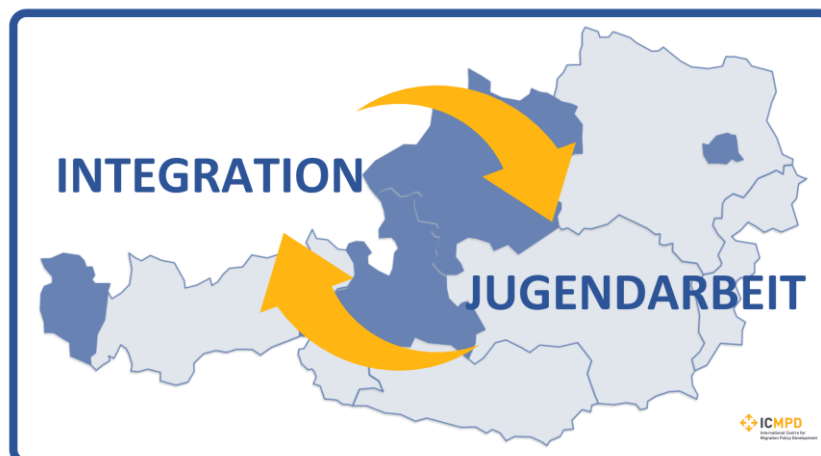 INTEGRATION
JUGENDARBEIT
ICMPD
International Centre for
Migration Policy Development